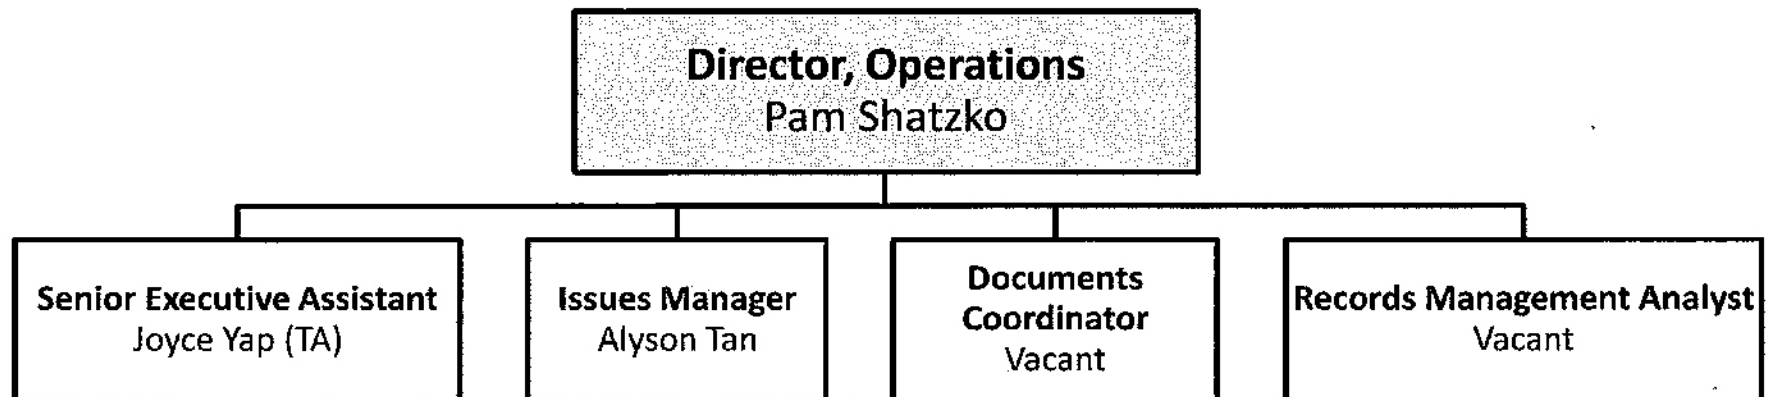 Director, Operations
Pam Shatzko
Senior Executive Assistant
Joyce Yap (TA)
Issues Manager
Alyson Tan
Documents
Coordinator
Vacant
Records Management Analyst
Vacant